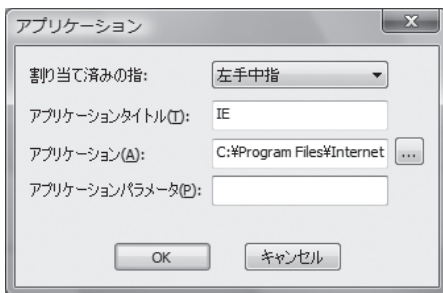 アプリケーション
割り当て済みの指: 左手中指
アプリケーションタイトル(T): IE
アプリケーション(A): C:¥Program Files¥Internet ...
アプリケーションパラメータ(P):
OK キャンセル